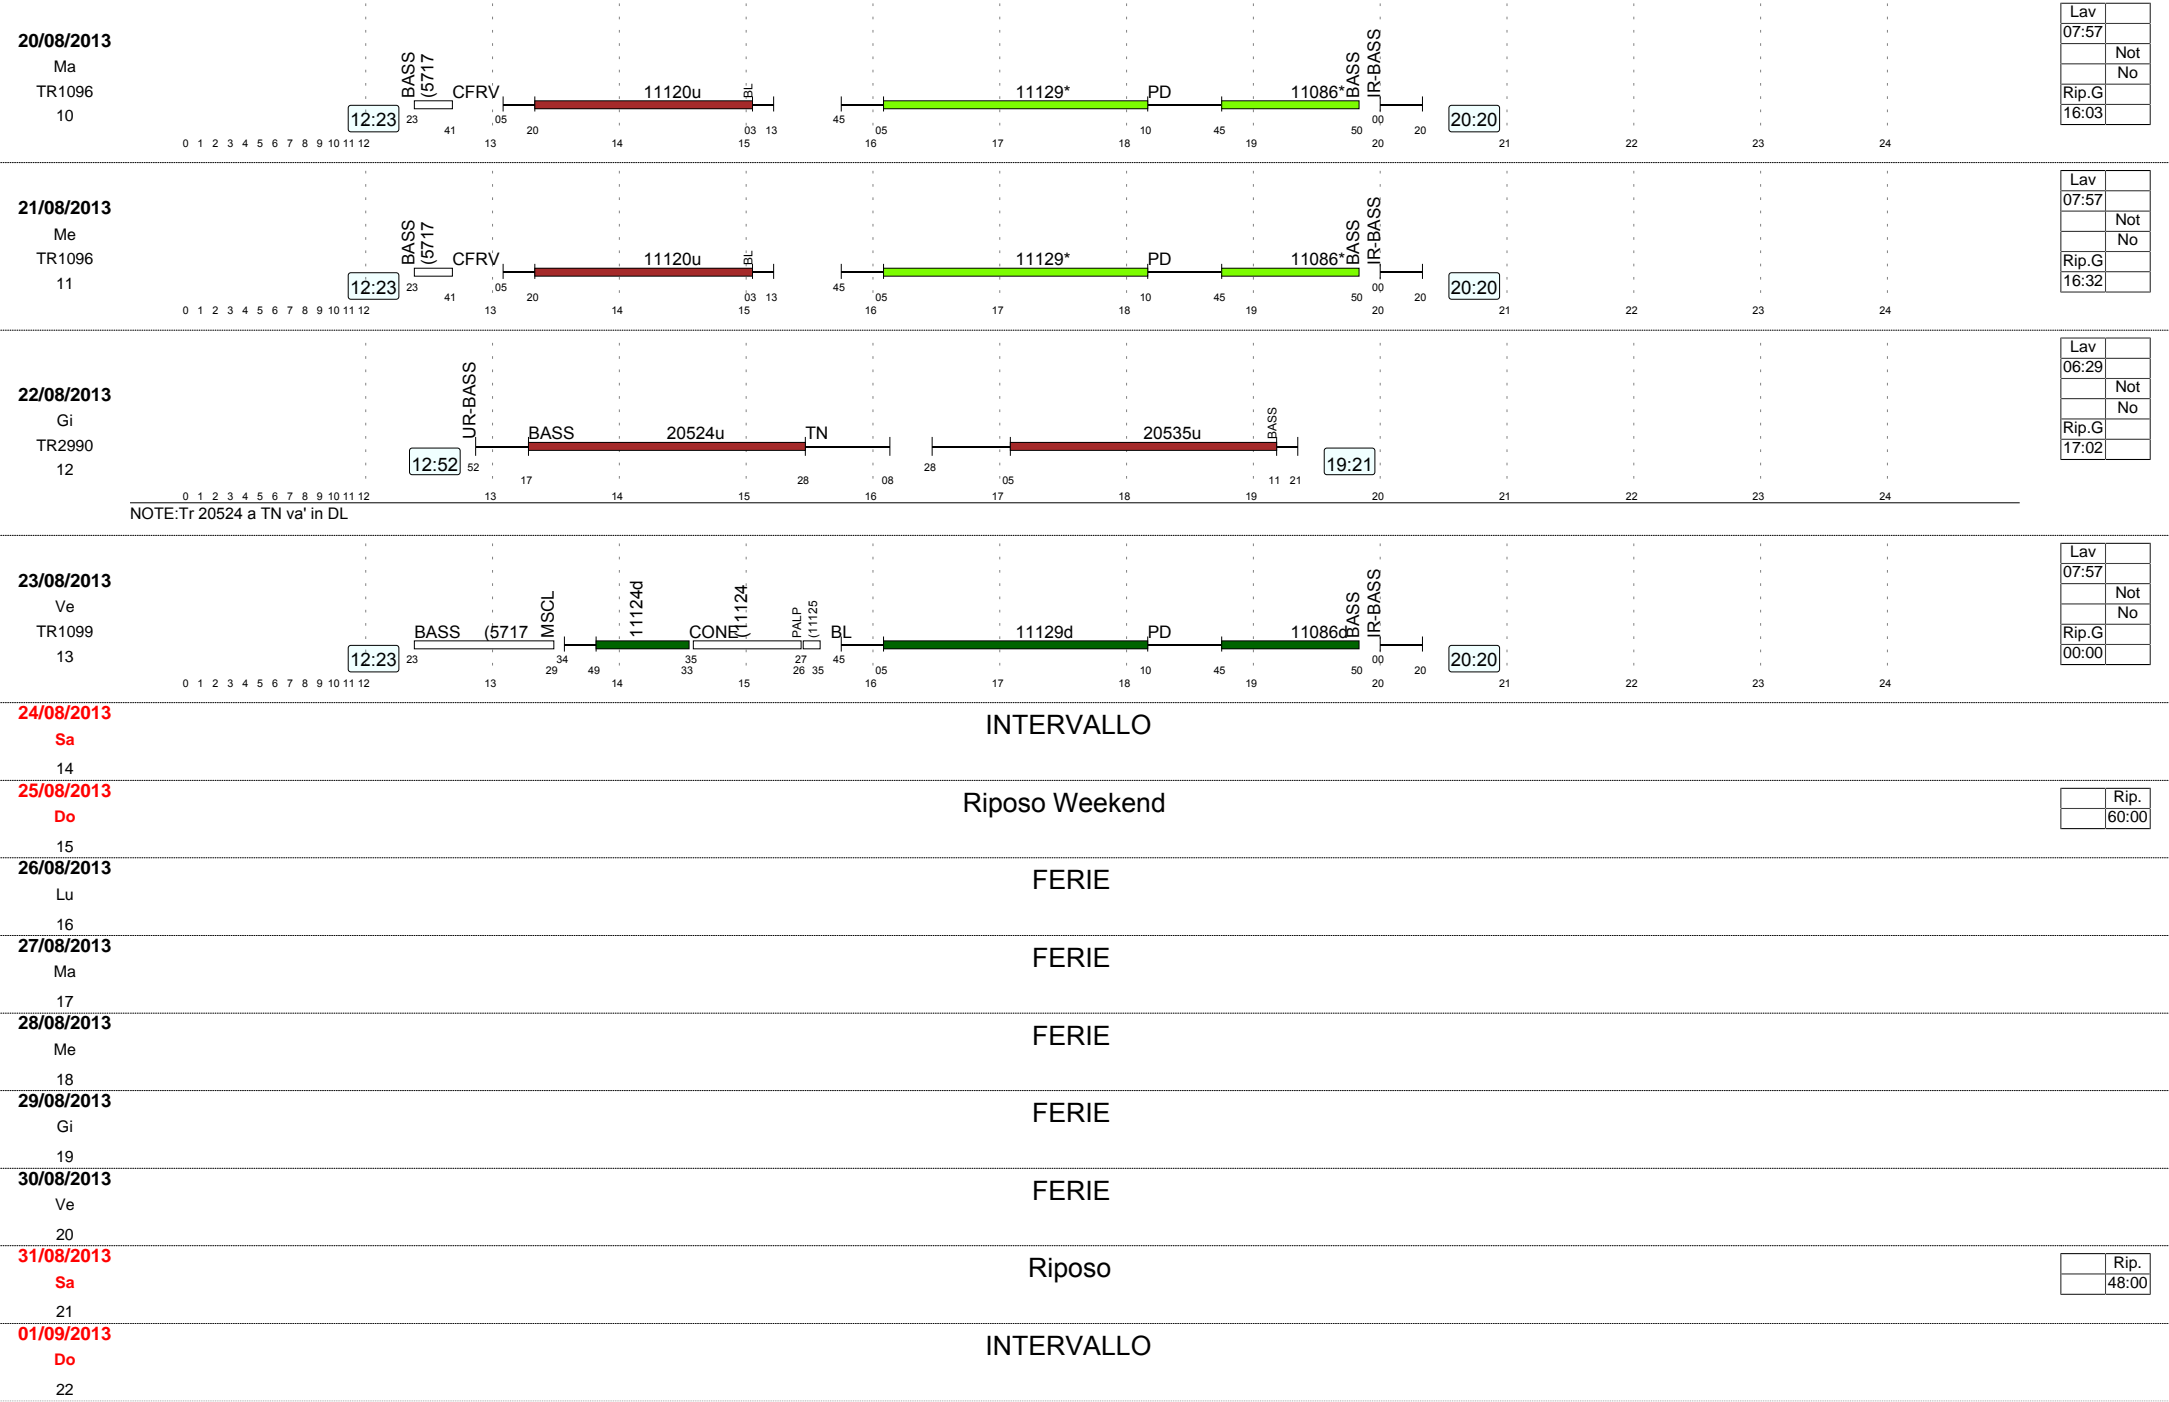 20/08/2013
Ma
TR1096
10
12:23
BASS
(5717
CFRV
11120u
BL
11129*
PD
11086*
BASS
IR-BASS
20:20
23 41 05 20 03 13 45 05 10 45 50 00 20
0 1 2 3 4 5 6 7 8 9 10 11 12 13 14 15 16 17 18 19 20 21 22 23 24
Lav
07:57
Not
No
Rip.G
16:03
21/08/2013
Me
TR1096
11
12:23
BASS
(5717
CFRV
11120u
BL
11129*
PD
11086*
BASS
IR-BASS
20:20
23 41 05 20 03 13 45 05 10 45 50 00 20
0 1 2 3 4 5 6 7 8 9 10 11 12 13 14 15 16 17 18 19 20 21 22 23 24
Lav
07:57
Not
No
Rip.G
16:32
22/08/2013
Gi
TR2990
12
12:52
UR-BASS
BASS
20524u
TN
20535u
BASS
19:21
52 17 28 08 28 05 11 21
0 1 2 3 4 5 6 7 8 9 10 11 12 13 14 15 16 17 18 19 20 21 22 23 24
NOTE:Tr 20524 a TN va' in DL
Lav
06:29
Not
No
Rip.G
17:02
23/08/2013
Ve
TR1099
13
12:23
BASS
(5717
MSCL
11124d
CONE
(11124
PALP
(11125
BL
11129d
PD
11086d
BASS
IR-BASS
20:20
23 29 34 49 33 35 26 27 35 45 05 10 45 50 00 20
0 1 2 3 4 5 6 7 8 9 10 11 12 13 14 15 16 17 18 19 20 21 22 23 24
Lav
07:57
Not
No
Rip.G
00:00
24/08/2013
Sa
14
INTERVALLO
25/08/2013
Do
15
Riposo Weekend
Rip.
60:00
26/08/2013
Lu
16
FERIE
27/08/2013
Ma
17
FERIE
28/08/2013
Me
18
FERIE
29/08/2013
Gi
19
FERIE
30/08/2013
Ve
20
FERIE
31/08/2013
Sa
21
Riposo
Rip.
48:00
01/09/2013
Do
22
INTERVALLO